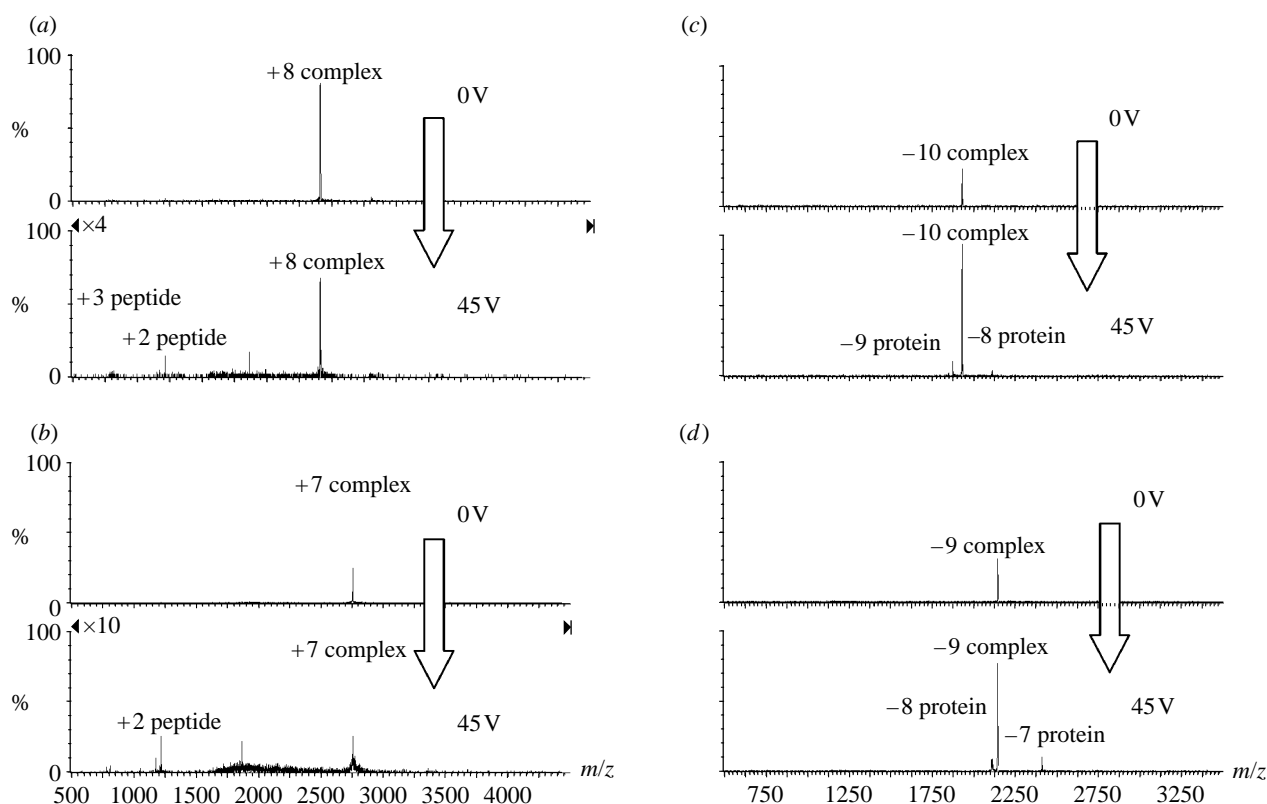 (a)
100
%
0
+8 complex
0V
×4
100
%
0
+8 complex
+3 peptide
+2 peptide
45V
(b)
100
%
0
+7 complex
0V
×10
100
%
0
+7 complex
+2 peptide
45V
m/z
500 1000 1500 2000 2500 3000 3500 4000
(c)
0V
−10 complex
−10 complex
−9 protein
−8 protein
45V
(d)
0V
−9 complex
−9 complex
−8 protein
−7 protein
45V
m/z
750 1250 1750 2250 2750 3250